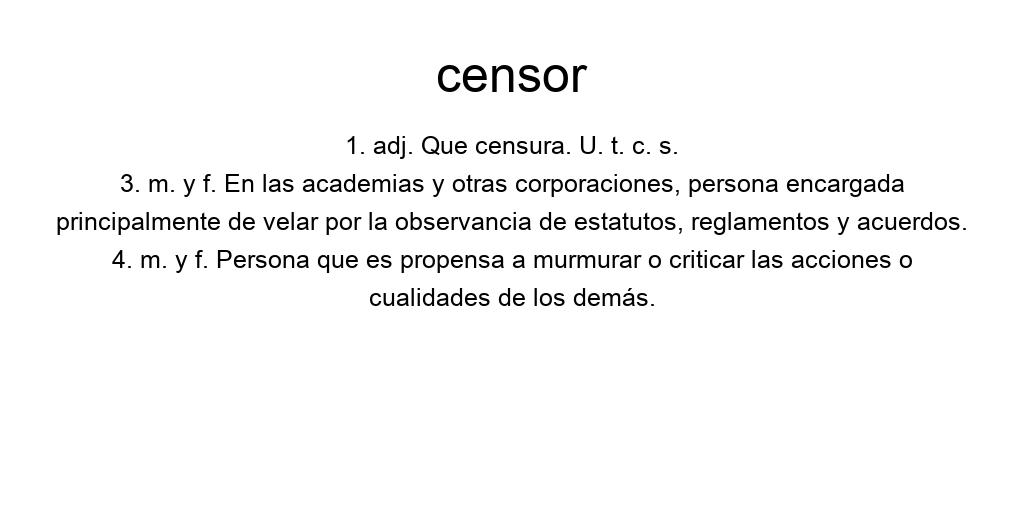 censor
1. adj. Que censura. U. t. c. s.
3. m. y f. En las academias y otras corporaciones, persona encargada
principalmente de velar por la observancia de estatutos, reglamentos y acuerdos.
4. m. y f. Persona que es propensa a murmurar o criticar las acciones o
cualidades de los demás.